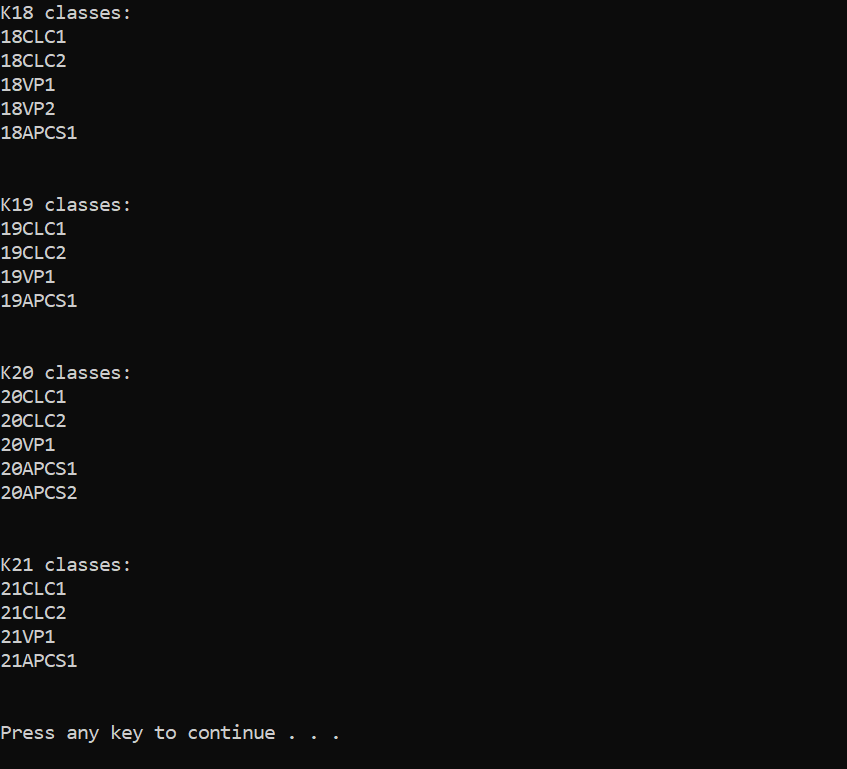 K18 classes:
18CLC1
18CLC2
18VP1
18VP2
18APCS1
K19 classes:
19CLC1
19CLC2
19VP1
19APCS1
K20 classes:
20CLC1
20CLC2
20VP1
20APCS1
20APCS2
K21 classes:
21CLC1
21CLC2
21VP1
21APCS1
Press any key to continue . . .